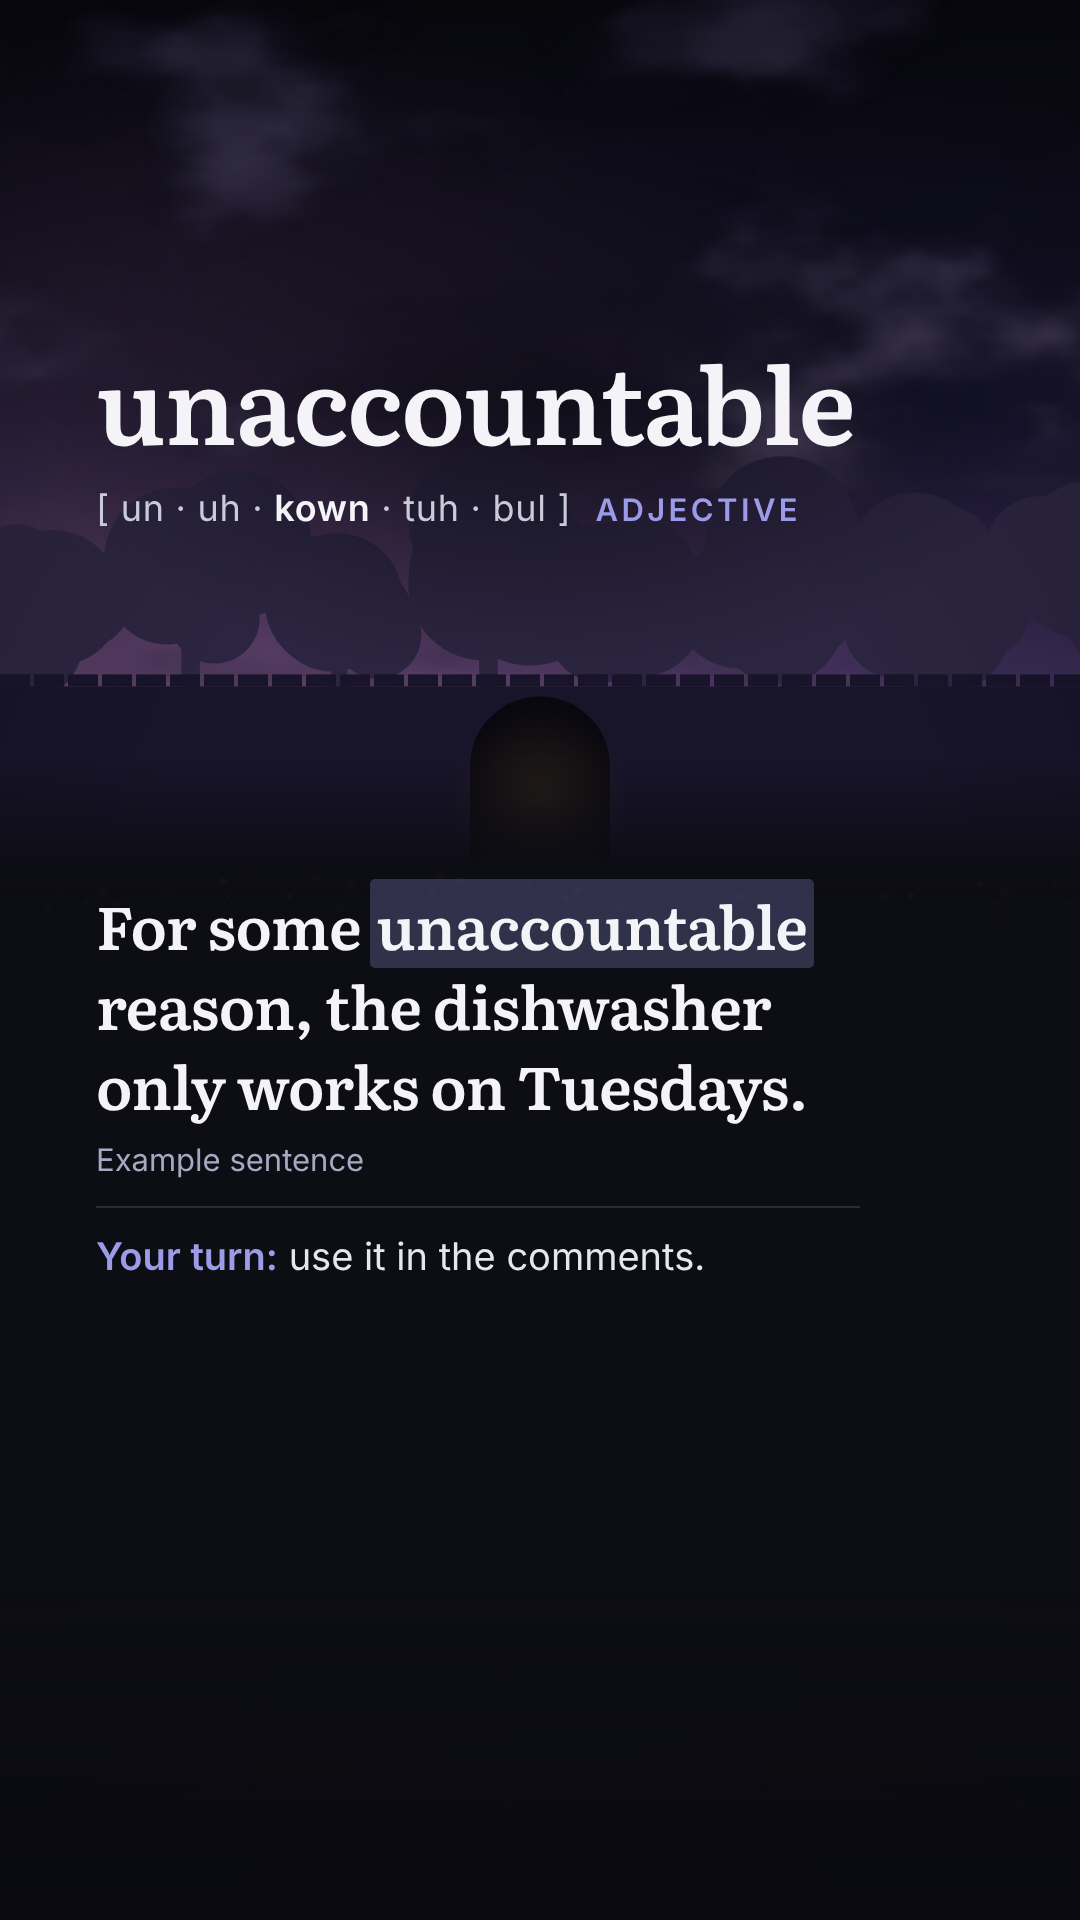 unaccountable
[ un · uh · kown · tuh · bul ] ADJECTIVE
For some unaccountable
reason, the dishwasher
only works on Tuesdays.
Example sentence
Your turn: use it in the comments.